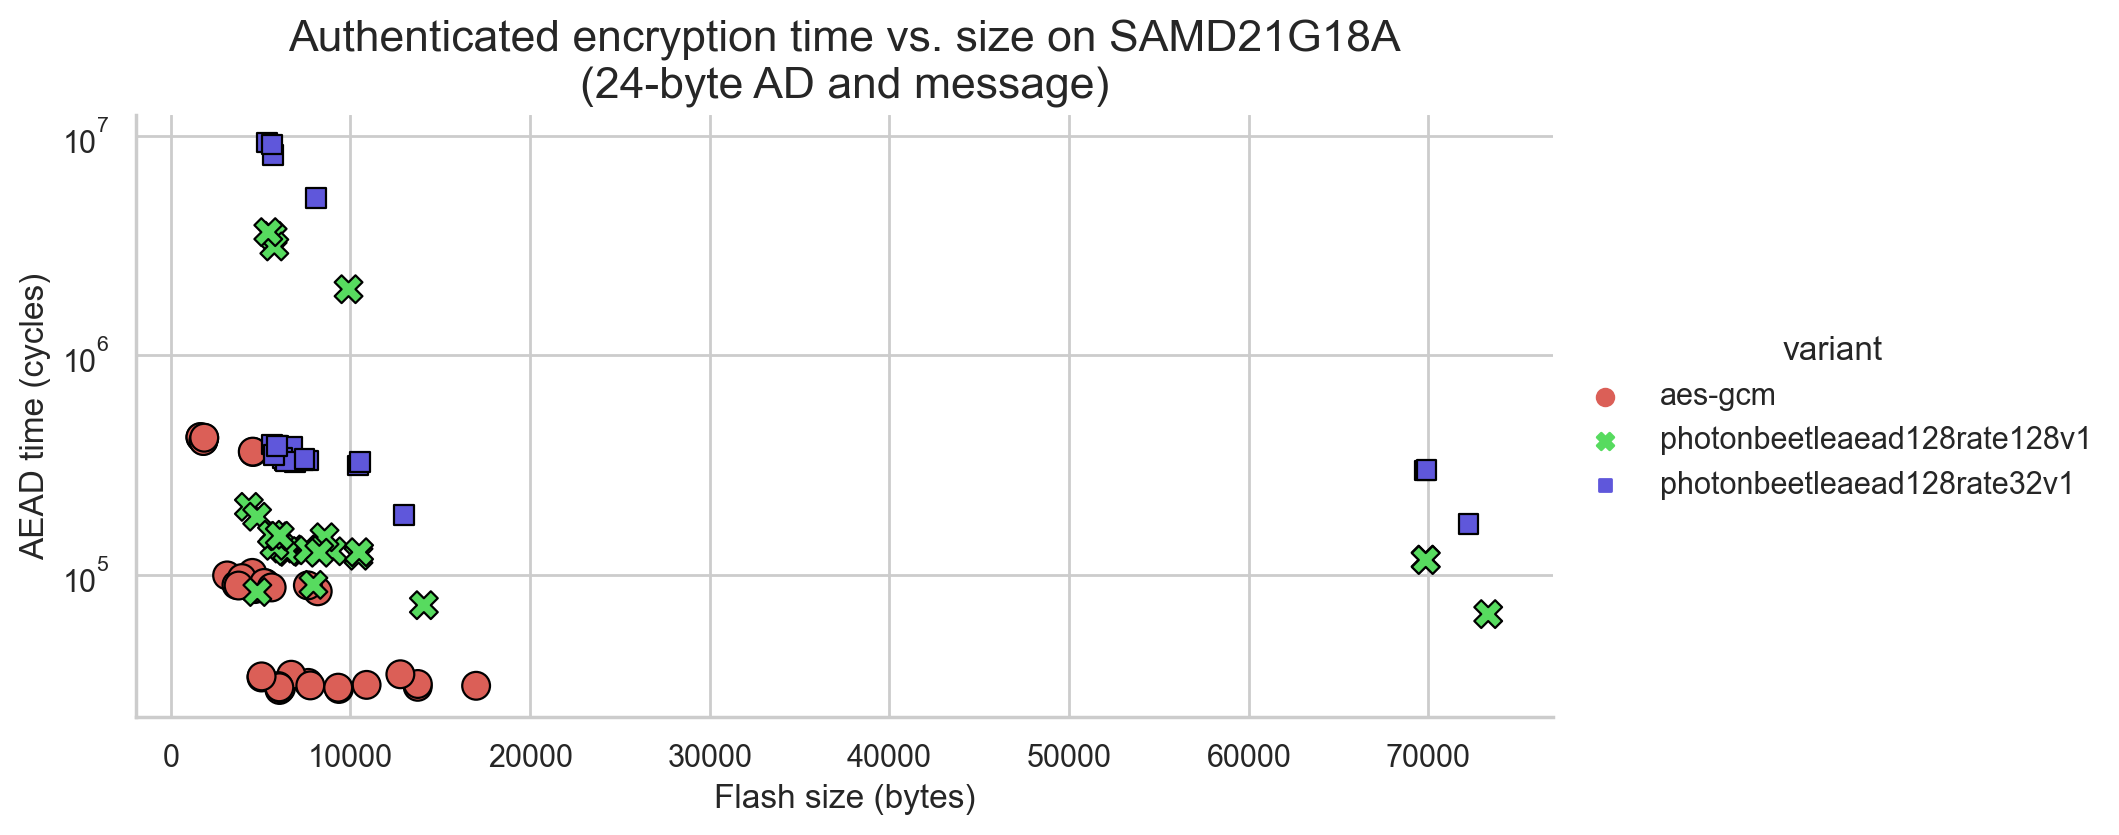 Authenticated encryption time vs. size on SAMD21G18A
(24-byte AD and message)
AEAD time (cycles)
10^7
10^6
10^5
0 10000 20000 30000 40000 50000 60000 70000
Flash size (bytes)
variant
aes-gcm
photonbeetleaead128rate128v1
photonbeetleaead128rate32v1